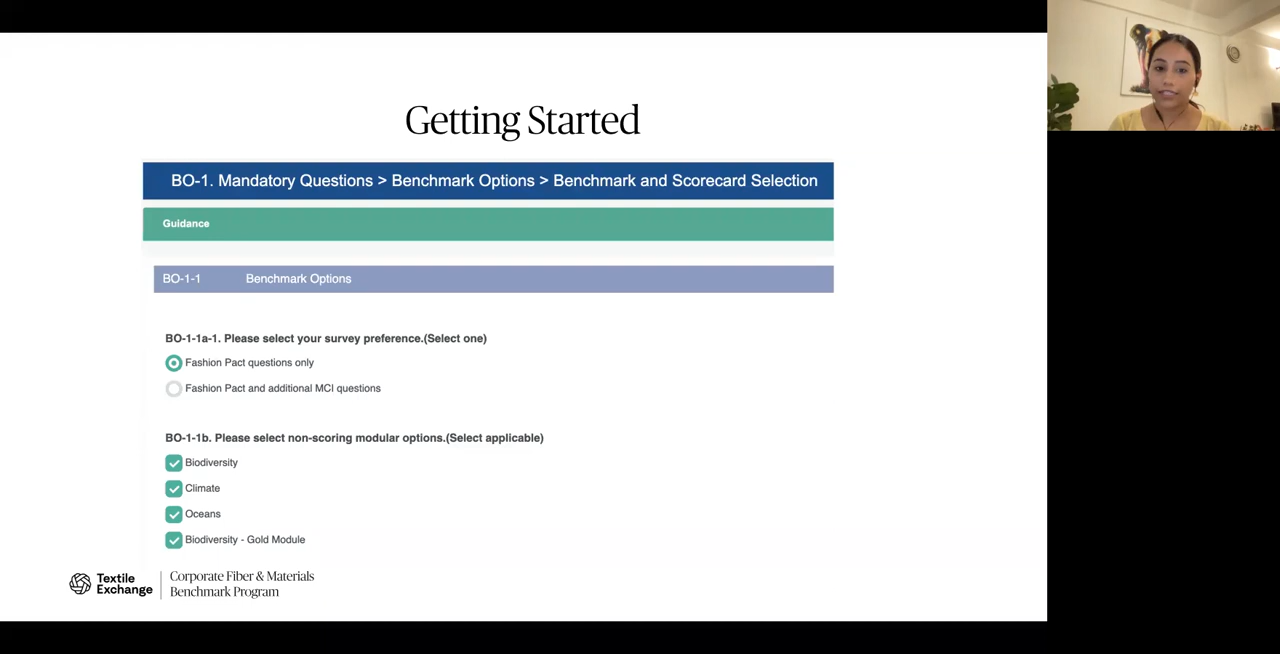 Getting Started
BO-1. Mandatory Questions > Benchmark Options > Benchmark and Scorecard Selection
Guidance
BO-1-1 Benchmark Options
BO-1-1a-1. Please select your survey preference.(Select one)
Fashion Pact questions only
Fashion Pact and additional MCI questions
BO-1-1b. Please select non-scoring modular options.(Select applicable)
Biodiversity
Climate
Oceans
Biodiversity - Gold Module
Textile
Exchange
Corporate Fiber & Materials
Benchmark Program